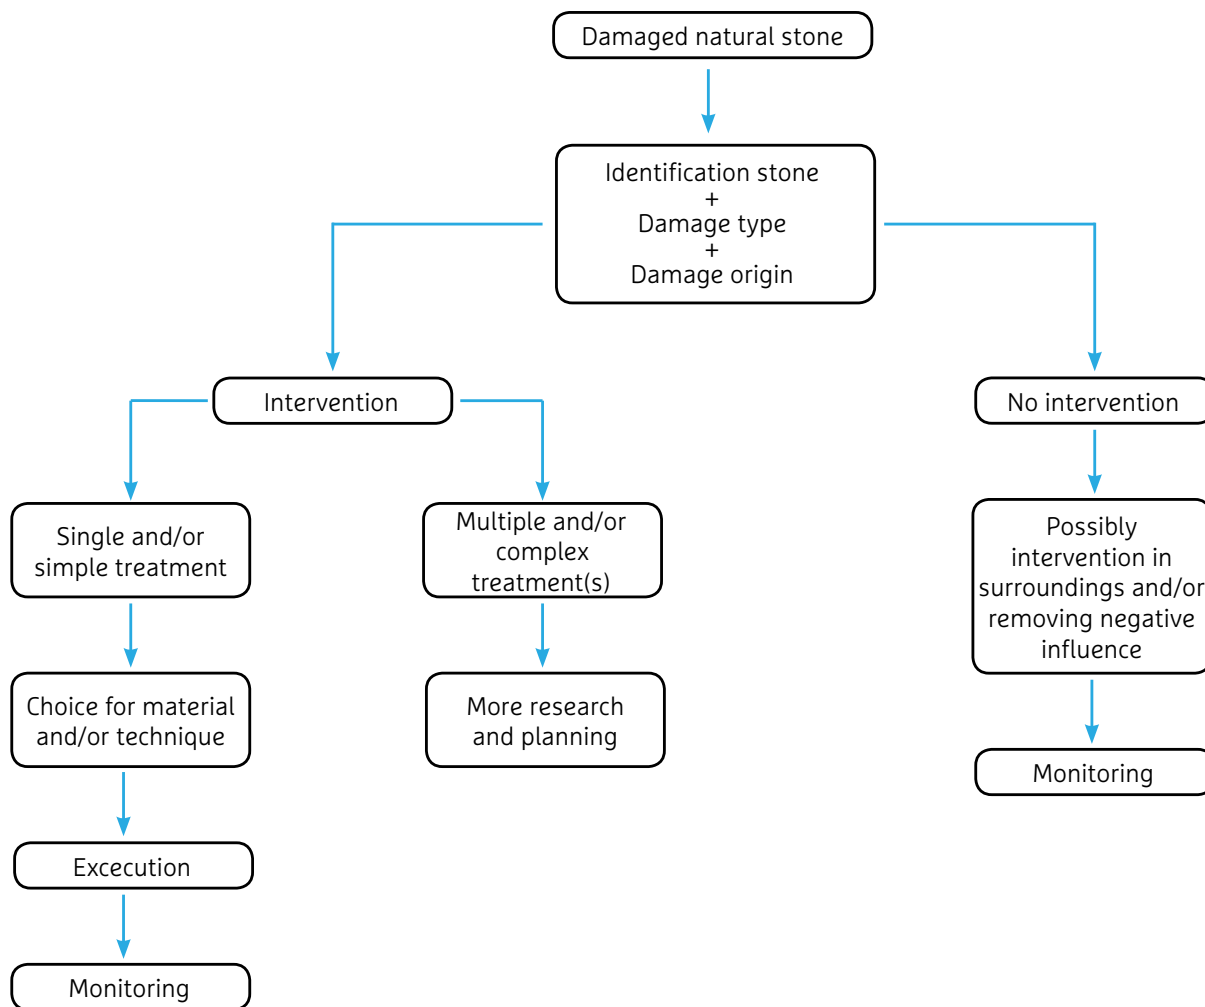 Damaged natural stone
Identification stone
+
Damage type
+
Damage origin
Intervention
No intervention
Single and/or
simple treatment
Multiple and/or
complex
treatment(s)
Possibly
intervention in
surroundings and/or
removing negative
influence
Choice for material
and/or technique
More research
and planning
Monitoring
Excecution
Monitoring